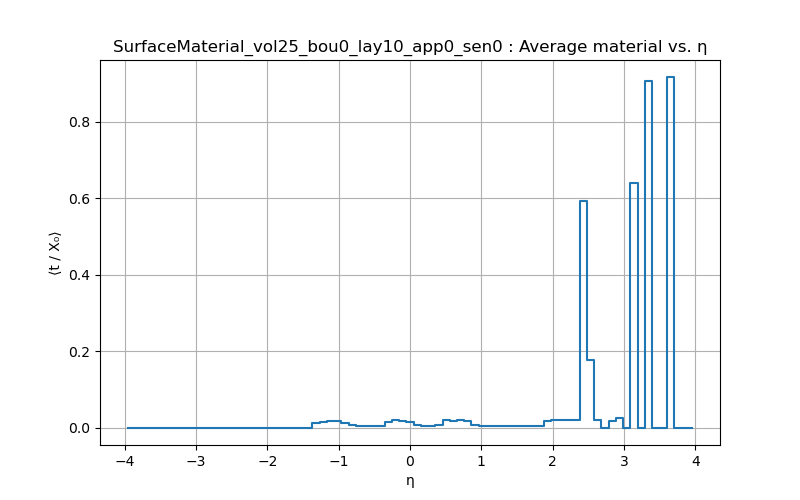 SurfaceMaterial_vol25_bou0_lay10_app0_sen0 : Average material vs. η
⟨t / X₀⟩
0.8
0.6
0.4
0.2
0.0
−4 −3 −2 −1 0 1 2 3 4
η